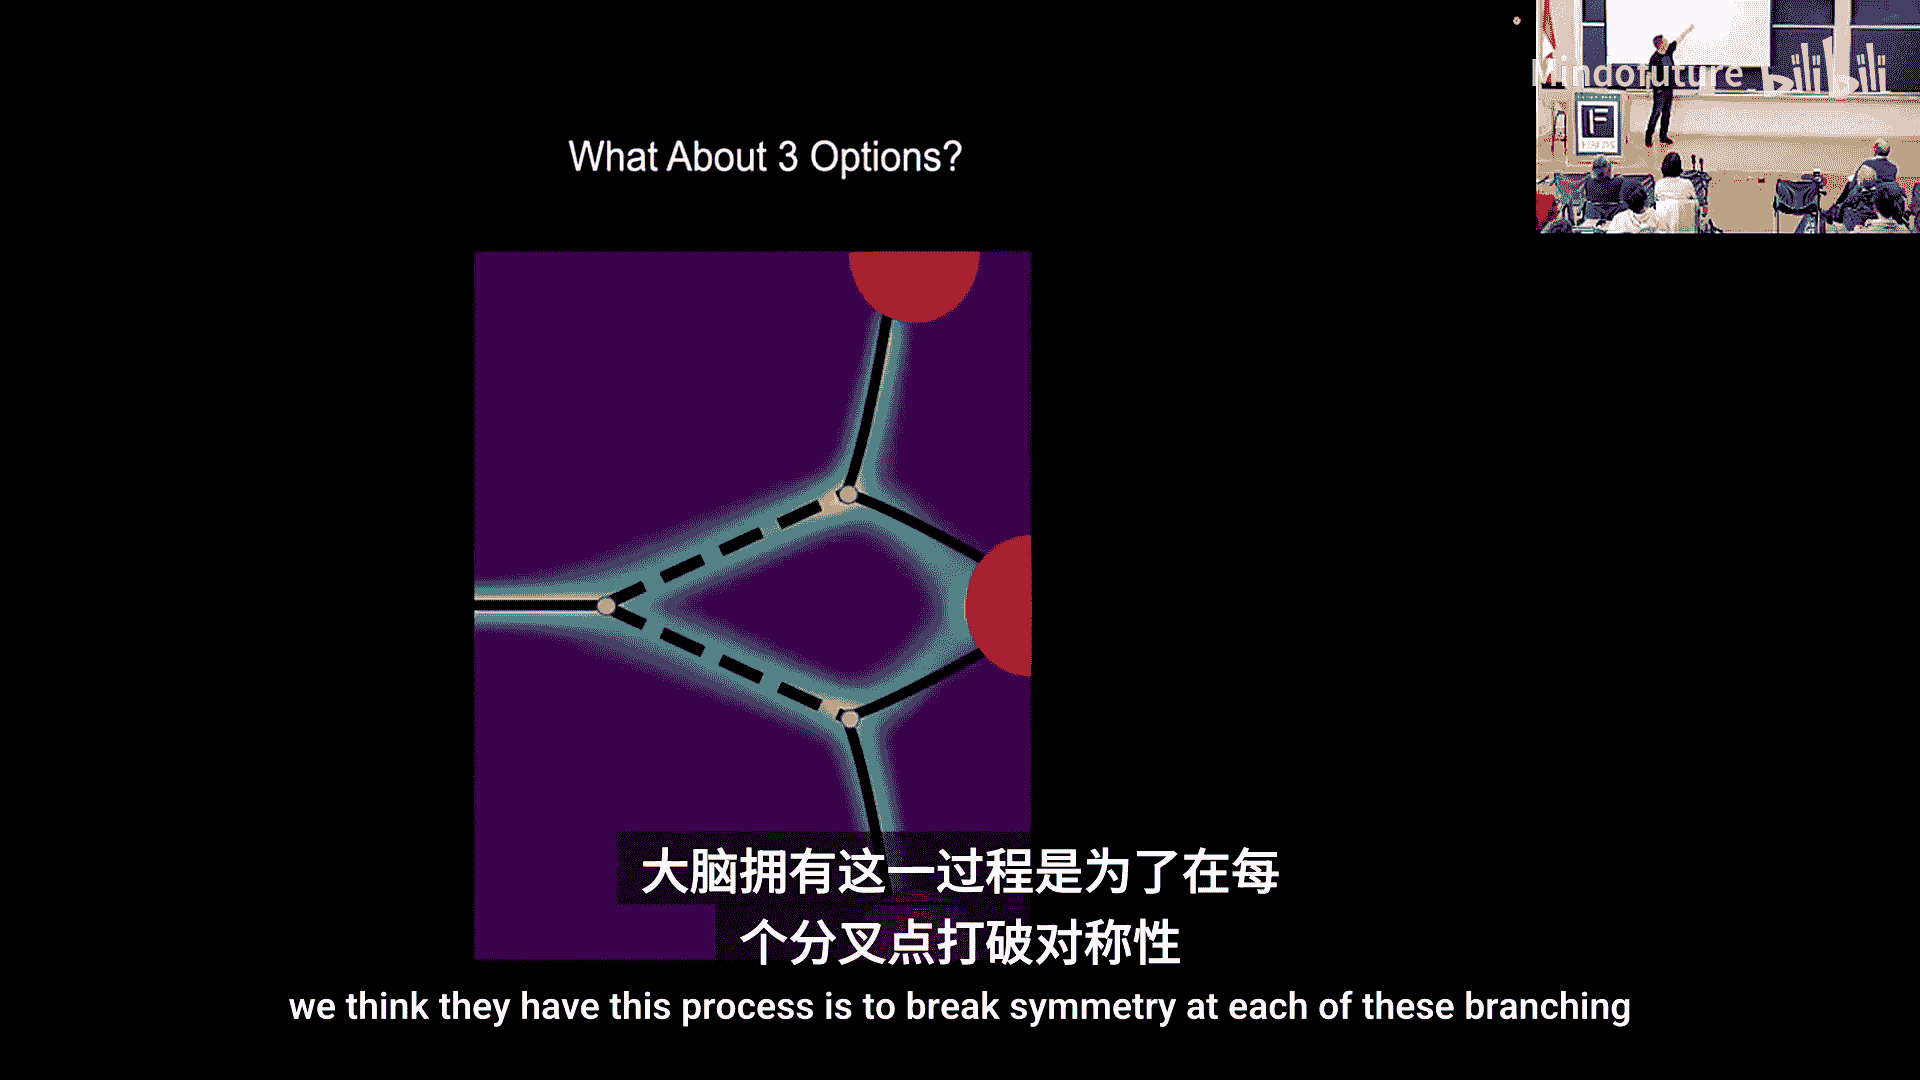 Mindofuture bilibili
F
What About 3 Options?
大脑拥有这一过程是为了在每
个分叉点打破对称性
we think they have this process is to break symmetry at each of these branching